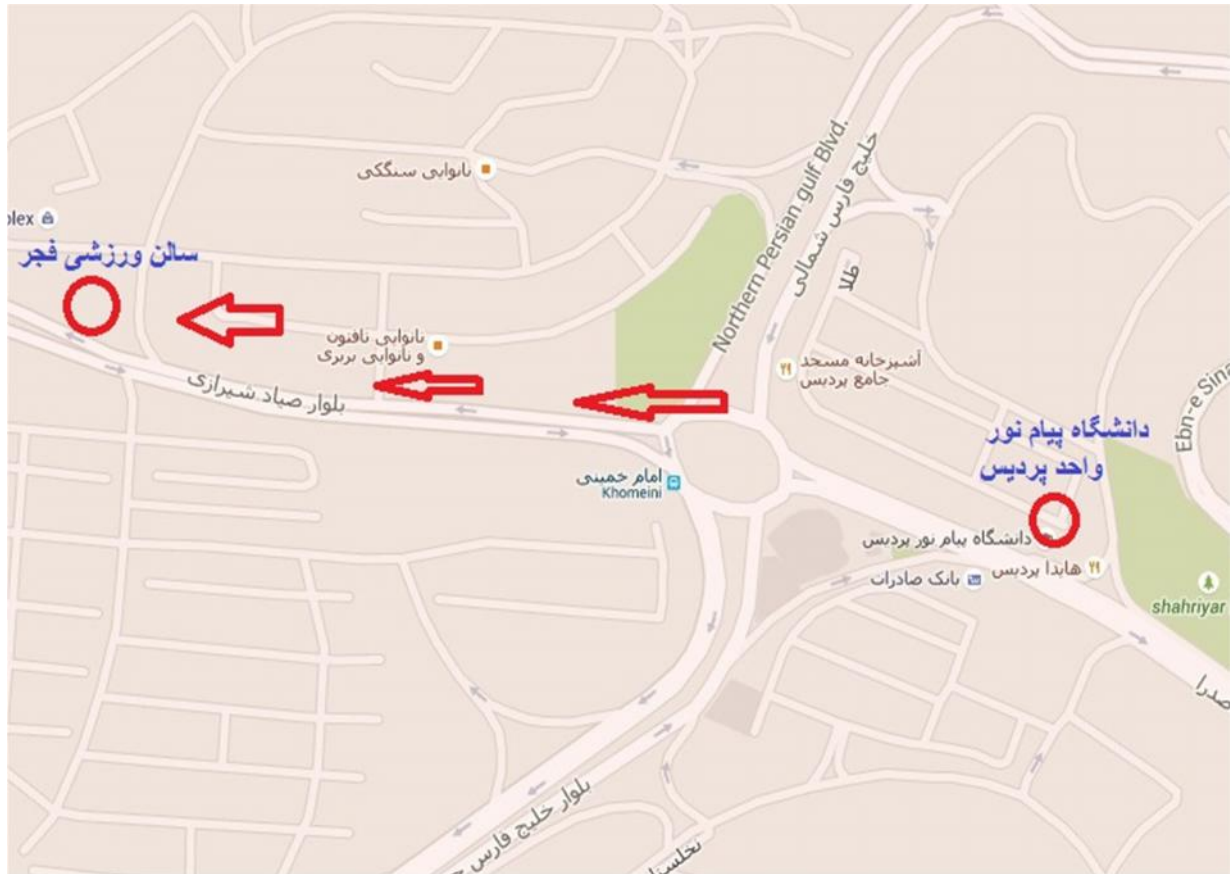 نانوایی سنگکی
plex
سالن ورزشی فجر
Northern Persian gulf Blvd.
خلیج فارس شمالی
طلا
نانوایی تافتون
و نانوایی بربری
آشپزخانه مسجد
جامع پردیس
بلوار صیاد شیرازی
Ebn-e Sina
دانشگاه پیام نور
واحد پردیس
امام خمینی
Khomeini
دانشگاه پیام نور پردیس
هایدا پردیس
بانک صادرات
shahriyar
صدرا
بلوار خلیج فارس